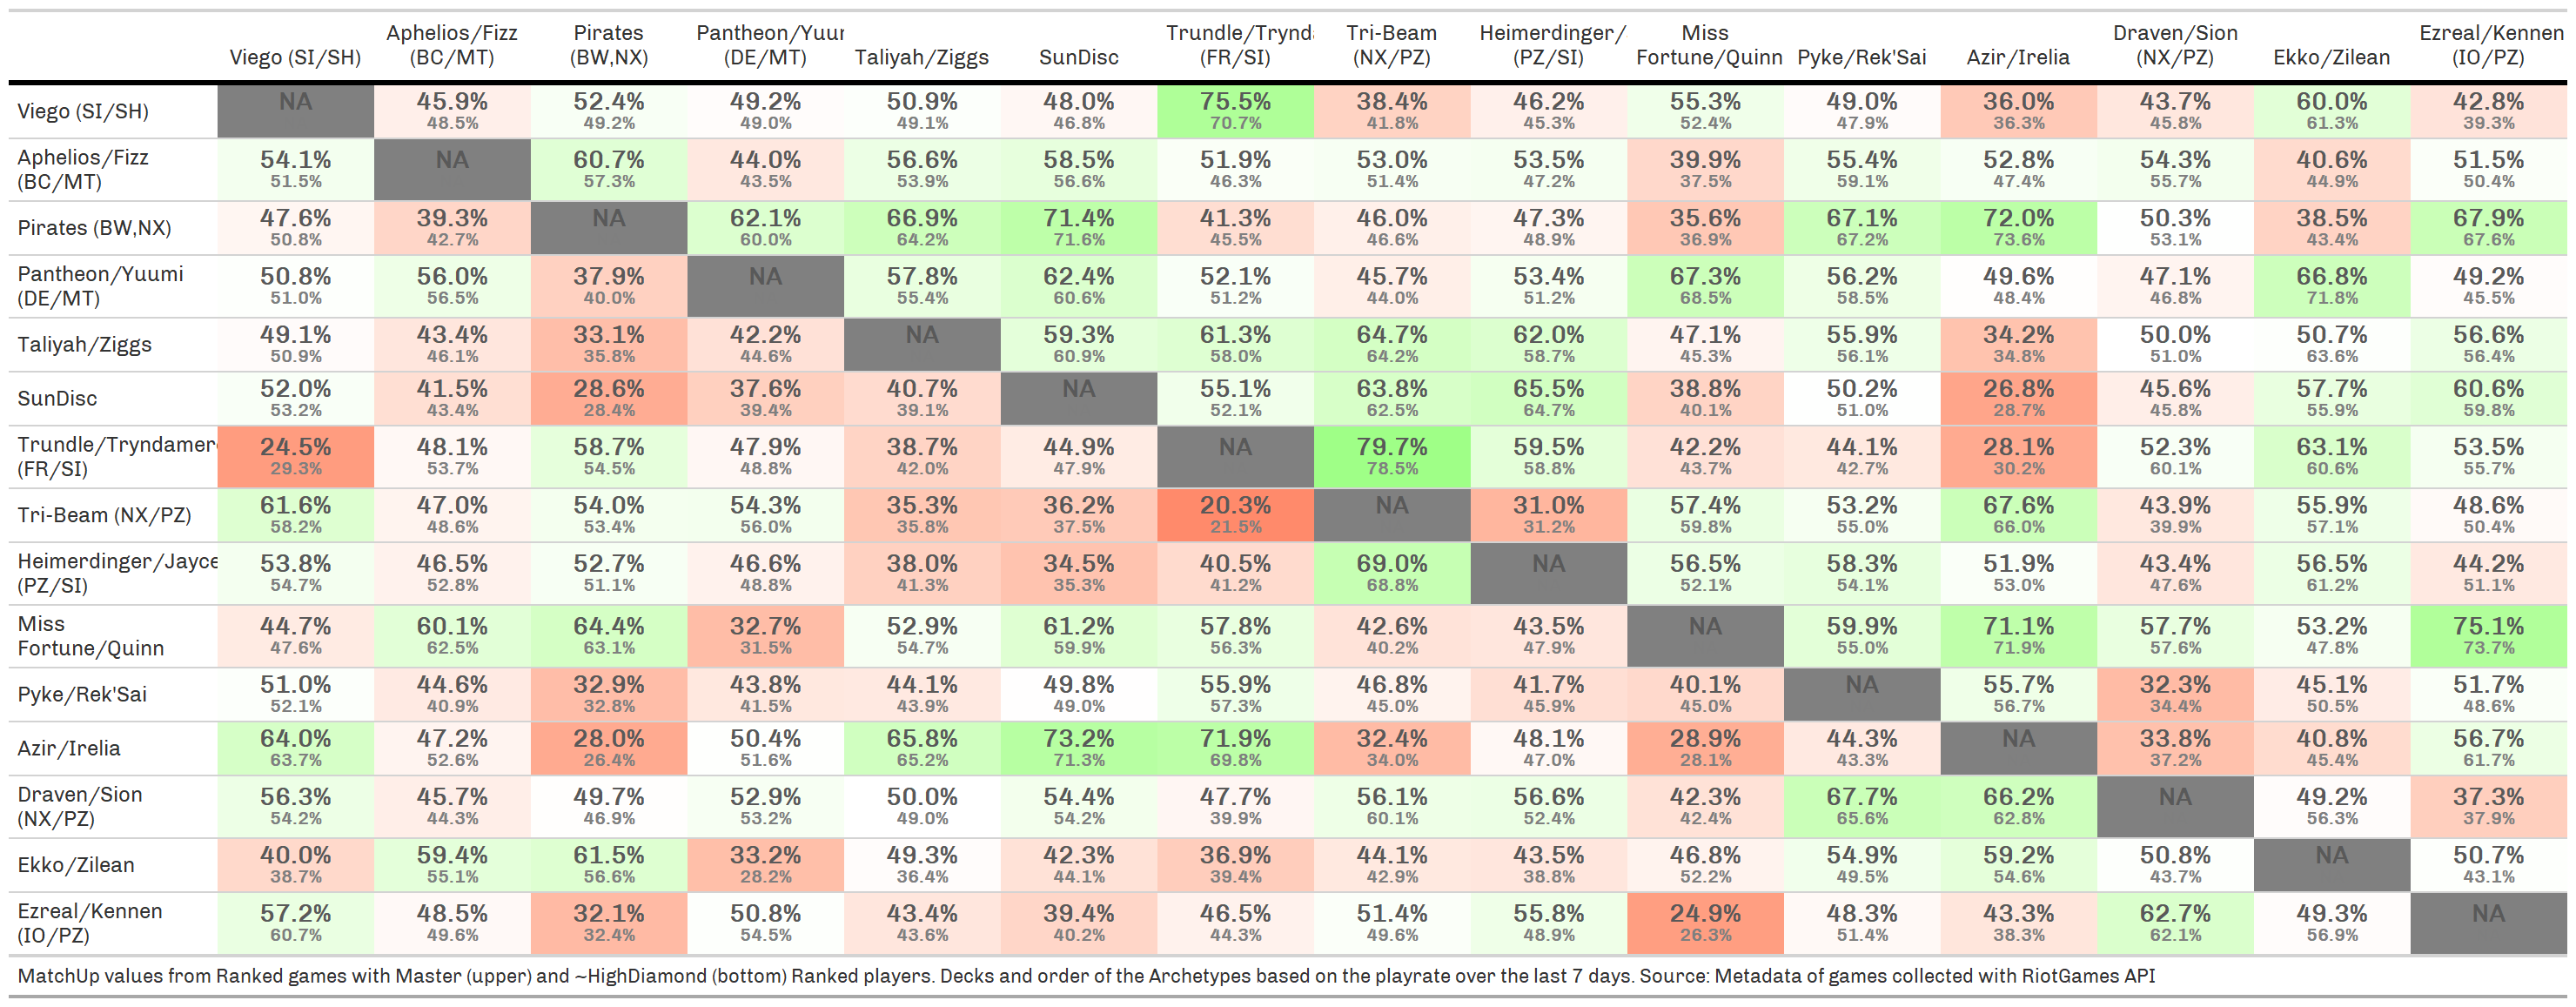 Viego (SI/SH) Aphelios/Fizz (BC/MT) Pirates (BW,NX) Pantheon/Yuur (DE/MT) Taliyah/Ziggs SunDisc Trundle/Trynd (FR/SI) Tri-Beam (NX/PZ) Heimerdinger/ (PZ/SI) Miss Fortune/Quinn Pyke/Rek'Sai Azir/Irelia Draven/Sion (NX/PZ) Ekko/Zilean Ezreal/Kennen (IO/PZ)
Viego (SI/SH) NA 45.9% 52.4% 49.2% 50.9% 48.0% 75.5% 38.4% 46.2% 55.3% 49.0% 36.0% 43.7% 60.0% 42.8%
48.5% 49.2% 49.0% 49.1% 46.8% 70.7% 41.8% 45.3% 52.4% 47.9% 36.3% 45.8% 61.3% 39.3%
Aphelios/Fizz 54.1% NA 60.7% 44.0% 56.6% 58.5% 51.9% 53.0% 53.5% 39.9% 55.4% 52.8% 54.3% 40.6% 51.5%
(BC/MT) 51.5% 57.3% 43.5% 53.9% 56.6% 46.3% 51.4% 47.2% 37.5% 59.1% 47.4% 55.7% 44.9% 50.4%
Pirates (BW,NX) 47.6% 39.3% NA 62.1% 66.9% 71.4% 41.3% 46.0% 47.3% 35.6% 67.1% 72.0% 50.3% 38.5% 67.9%
50.8% 42.7% 60.0% 64.2% 71.6% 45.5% 46.6% 48.9% 36.9% 67.2% 73.6% 53.1% 43.4% 67.6%
Pantheon/Yuumi 50.8% 56.0% 37.9% NA 57.8% 62.4% 52.1% 45.7% 53.4% 67.3% 56.2% 49.6% 47.1% 66.8% 49.2%
(DE/MT) 51.0% 56.5% 40.0% 55.4% 60.6% 51.2% 44.0% 51.2% 68.5% 58.5% 48.4% 46.8% 71.8% 45.5%
Taliyah/Ziggs 49.1% 43.4% 33.1% 42.2% NA 59.3% 61.3% 64.7% 62.0% 47.1% 55.9% 34.2% 50.0% 50.7% 56.6%
50.9% 46.1% 35.8% 44.6% 60.9% 58.0% 64.2% 58.7% 45.3% 56.1% 34.8% 51.0% 63.6% 56.4%
SunDisc 52.0% 41.5% 28.6% 37.6% 40.7% NA 55.1% 63.8% 65.5% 38.8% 50.2% 26.8% 45.6% 57.7% 60.6%
53.2% 43.4% 28.4% 39.4% 39.1% 52.1% 62.5% 64.7% 40.1% 51.0% 28.7% 45.8% 55.9% 59.8%
Trundle/Tryndamer 24.5% 48.1% 58.7% 47.9% 38.7% 44.9% NA 79.7% 59.5% 42.2% 44.1% 28.1% 52.3% 63.1% 53.5%
(FR/SI) 29.3% 53.7% 54.5% 48.8% 42.0% 47.9% 78.5% 58.8% 43.7% 42.7% 30.2% 60.1% 60.6% 55.7%
Tri-Beam (NX/PZ) 61.6% 47.0% 54.0% 54.3% 35.3% 36.2% 20.3% NA 31.0% 57.4% 53.2% 67.6% 43.9% 55.9% 48.6%
58.2% 48.6% 53.4% 56.0% 35.8% 37.5% 21.5% 31.2% 59.8% 55.0% 66.0% 39.9% 57.1% 50.4%
Heimerdinger/Jayce 53.8% 46.5% 52.7% 46.6% 38.0% 34.5% 40.5% 69.0% NA 56.5% 58.3% 51.9% 43.4% 56.5% 44.2%
(PZ/SI) 54.7% 52.8% 51.1% 48.8% 41.3% 35.3% 41.2% 68.8% 52.1% 54.1% 53.0% 47.6% 61.2% 51.1%
Miss 44.7% 60.1% 64.4% 32.7% 52.9% 61.2% 57.8% 42.6% 43.5% NA 59.9% 71.1% 57.7% 53.2% 75.1%
Fortune/Quinn 47.6% 62.5% 63.1% 31.5% 54.7% 59.9% 56.3% 40.2% 47.9% 55.0% 71.9% 57.6% 47.8% 73.7%
Pyke/Rek'Sai 51.0% 44.6% 32.9% 43.8% 44.1% 49.8% 55.9% 46.8% 41.7% 40.1% NA 55.7% 32.3% 45.1% 51.7%
52.1% 40.9% 32.8% 41.5% 43.9% 49.0% 57.3% 45.0% 45.9% 45.0% 56.7% 34.4% 50.5% 48.6%
Azir/Irelia 64.0% 47.2% 28.0% 50.4% 65.8% 73.2% 71.9% 32.4% 48.1% 28.9% 44.3% NA 33.8% 40.8% 56.7%
63.7% 52.6% 26.4% 51.6% 65.2% 71.3% 69.8% 34.0% 47.0% 28.1% 43.3% 37.2% 45.4% 61.7%
Draven/Sion 56.3% 45.7% 49.7% 52.9% 50.0% 54.4% 47.7% 56.1% 56.6% 42.3% 67.7% 66.2% NA 49.2% 37.3%
(NX/PZ) 54.2% 44.3% 46.9% 53.2% 49.0% 54.2% 39.9% 60.1% 52.4% 42.4% 65.6% 62.8% 56.3% 37.9%
Ekko/Zilean 40.0% 59.4% 61.5% 33.2% 49.3% 42.3% 36.9% 44.1% 43.5% 46.8% 54.9% 59.2% 50.8% NA 50.7%
38.7% 55.1% 56.6% 28.2% 36.4% 44.1% 39.4% 42.9% 38.8% 52.2% 49.5% 54.6% 43.7% 43.1%
Ezreal/Kennen 57.2% 48.5% 32.1% 50.8% 43.4% 39.4% 46.5% 51.4% 55.8% 24.9% 48.3% 43.3% 62.7% 49.3% NA
(IO/PZ) 60.7% 49.6% 32.4% 54.5% 43.6% 40.2% 44.3% 49.6% 48.9% 26.3% 51.4% 38.3% 62.1% 56.9%
MatchUp values from Ranked games with Master (upper) and ~HighDiamond (bottom) Ranked players. Decks and order of the Archetypes based on the playrate over the last 7 days. Source: Metadata of games collected with RiotGames API